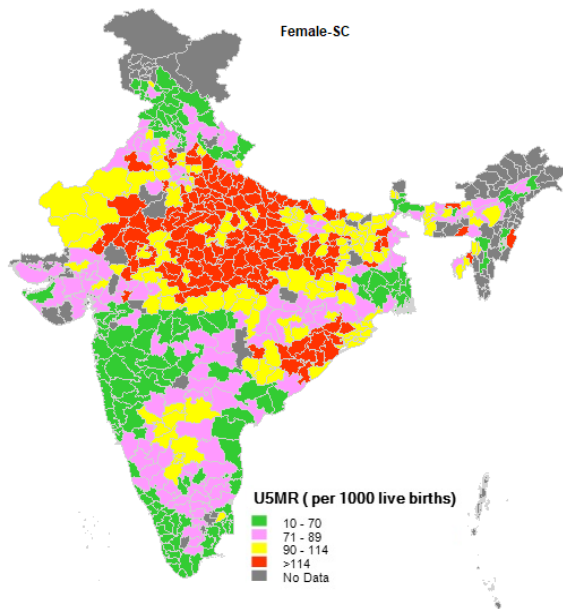 Female-SC
U5MR ( per 1000 live births)
10 - 70
71 - 89
90 - 114
>114
No Data